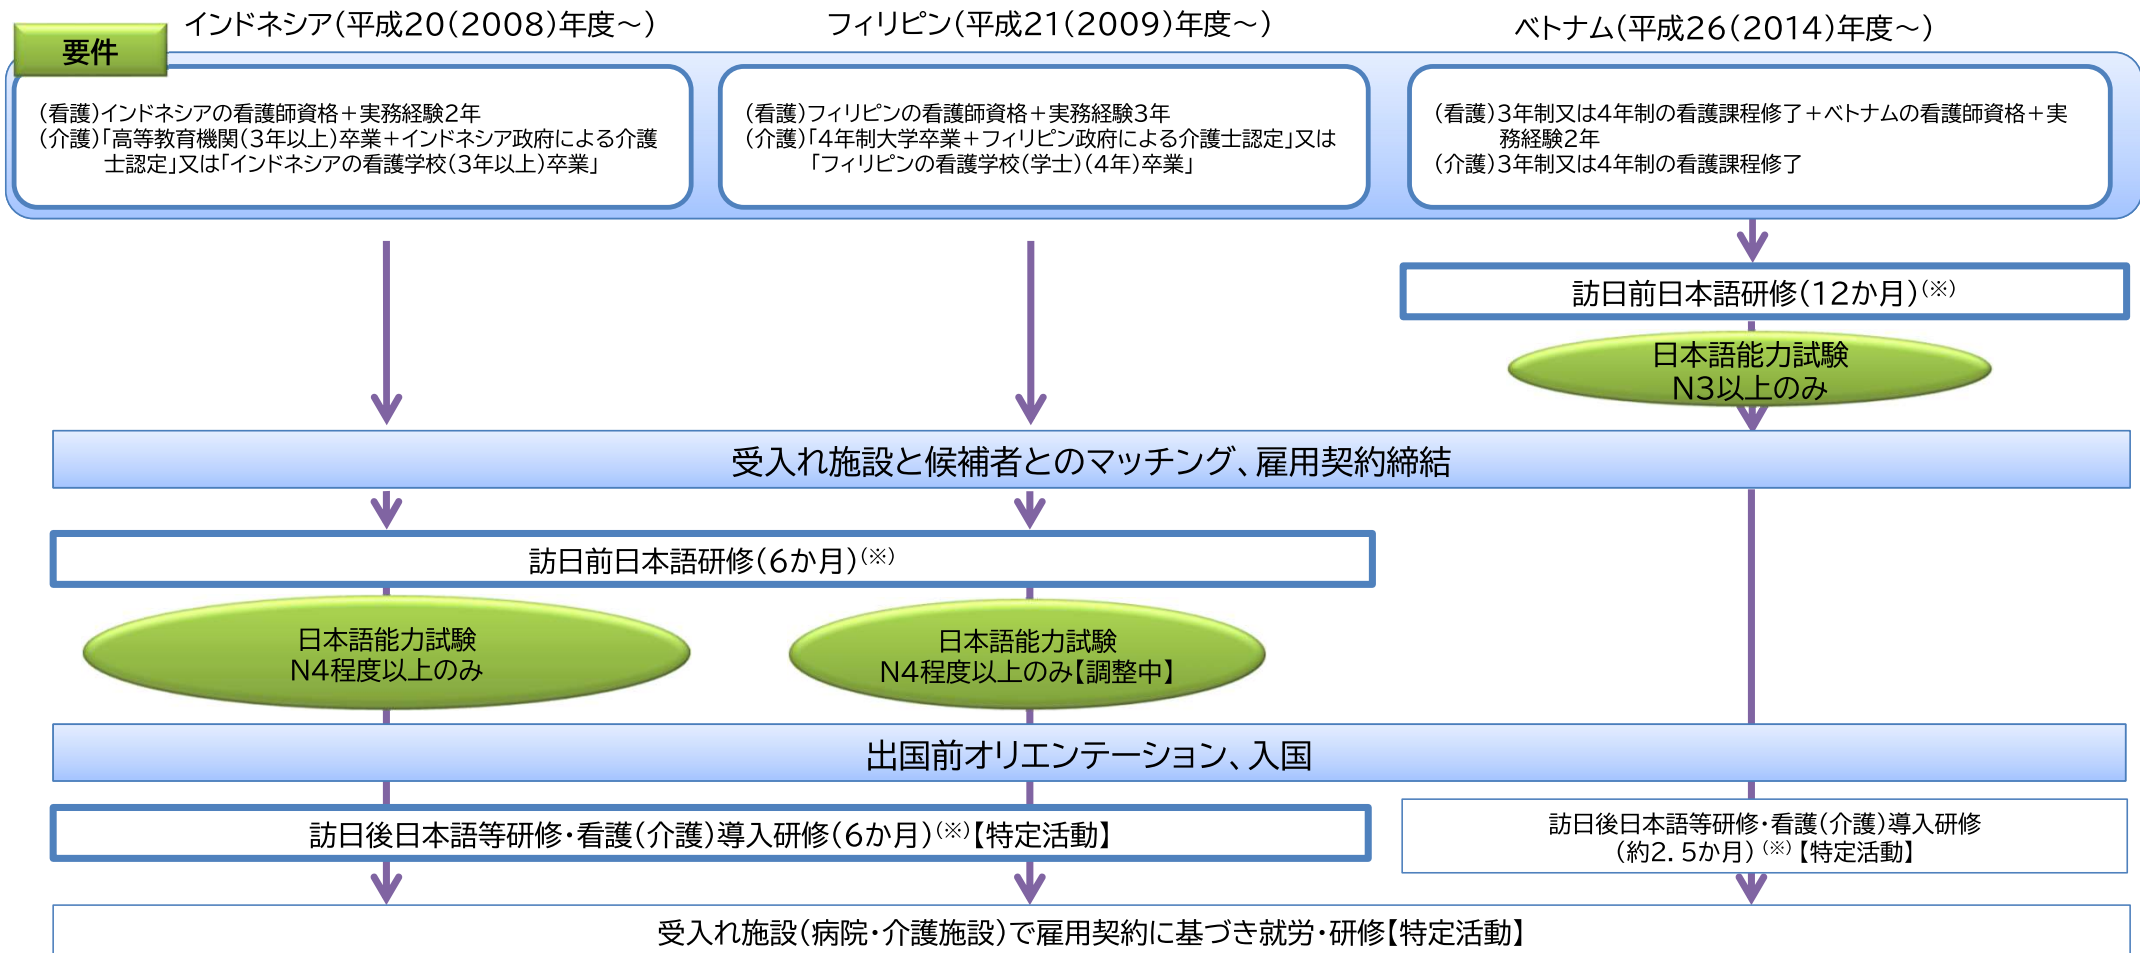 インドネシア(平成20(2008)年度～)
フィリピン(平成21(2009)年度～)
ベトナム(平成26(2014)年度～)
要件
(看護)インドネシアの看護師資格＋実務経験2年
(介護)「高等教育機関(3年以上)卒業＋インドネシア政府による介護
士認定」又は「インドネシアの看護学校(3年以上)卒業」
(看護)フィリピンの看護師資格＋実務経験3年
(介護)「4年制大学卒業＋フィリピン政府による介護士認定」又は
「フィリピンの看護学校(学士)(4年)卒業」
(看護)3年制又は4年制の看護課程修了＋ベトナムの看護師資格＋実
務経験2年
(介護)3年制又は4年制の看護課程修了
訪日前日本語研修(12か月)(※)
日本語能力試験
N3以上のみ
受入れ施設と候補者とのマッチング、雇用契約締結
訪日前日本語研修(6か月)(※)
日本語能力試験
N4程度以上のみ
日本語能力試験
N4程度以上のみ【調整中】
出国前オリエンテーション、入国
訪日後日本語等研修・看護(介護)導入研修(6か月)(※)【特定活動】
訪日後日本語等研修・看護(介護)導入研修
(約2．5か月)(※)【特定活動】
受入れ施設(病院・介護施設)で雇用契約に基づき就労・研修【特定活動】